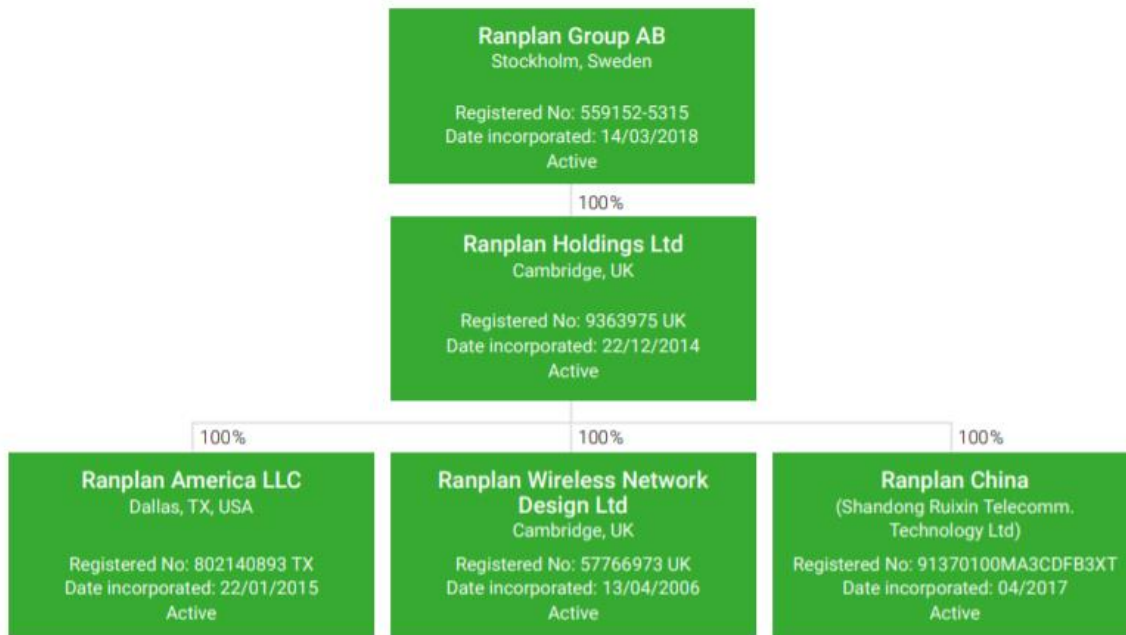 Ranplan Group AB
Stockholm, Sweden
Registered No: 559152-5315
Date incorporated: 14/03/2018
Active
100%
Ranplan Holdings Ltd
Cambridge, UK
Registered No: 9363975 UK
Date incorporated: 22/12/2014
Active
100%
Ranplan America LLC
Dallas, TX, USA
Registered No: 802140893 TX
Date incorporated: 22/01/2015
Active
100%
Ranplan Wireless Network
Design Ltd
Cambridge, UK
Registered No: 57766973 UK
Date incorporated: 13/04/2006
Active
100%
Ranplan China
(Shandong Ruixin Telecomm.
Technology Ltd)
Registered No: 91370100MA3CDFB3XT
Date incorporated: 04/2017
Active